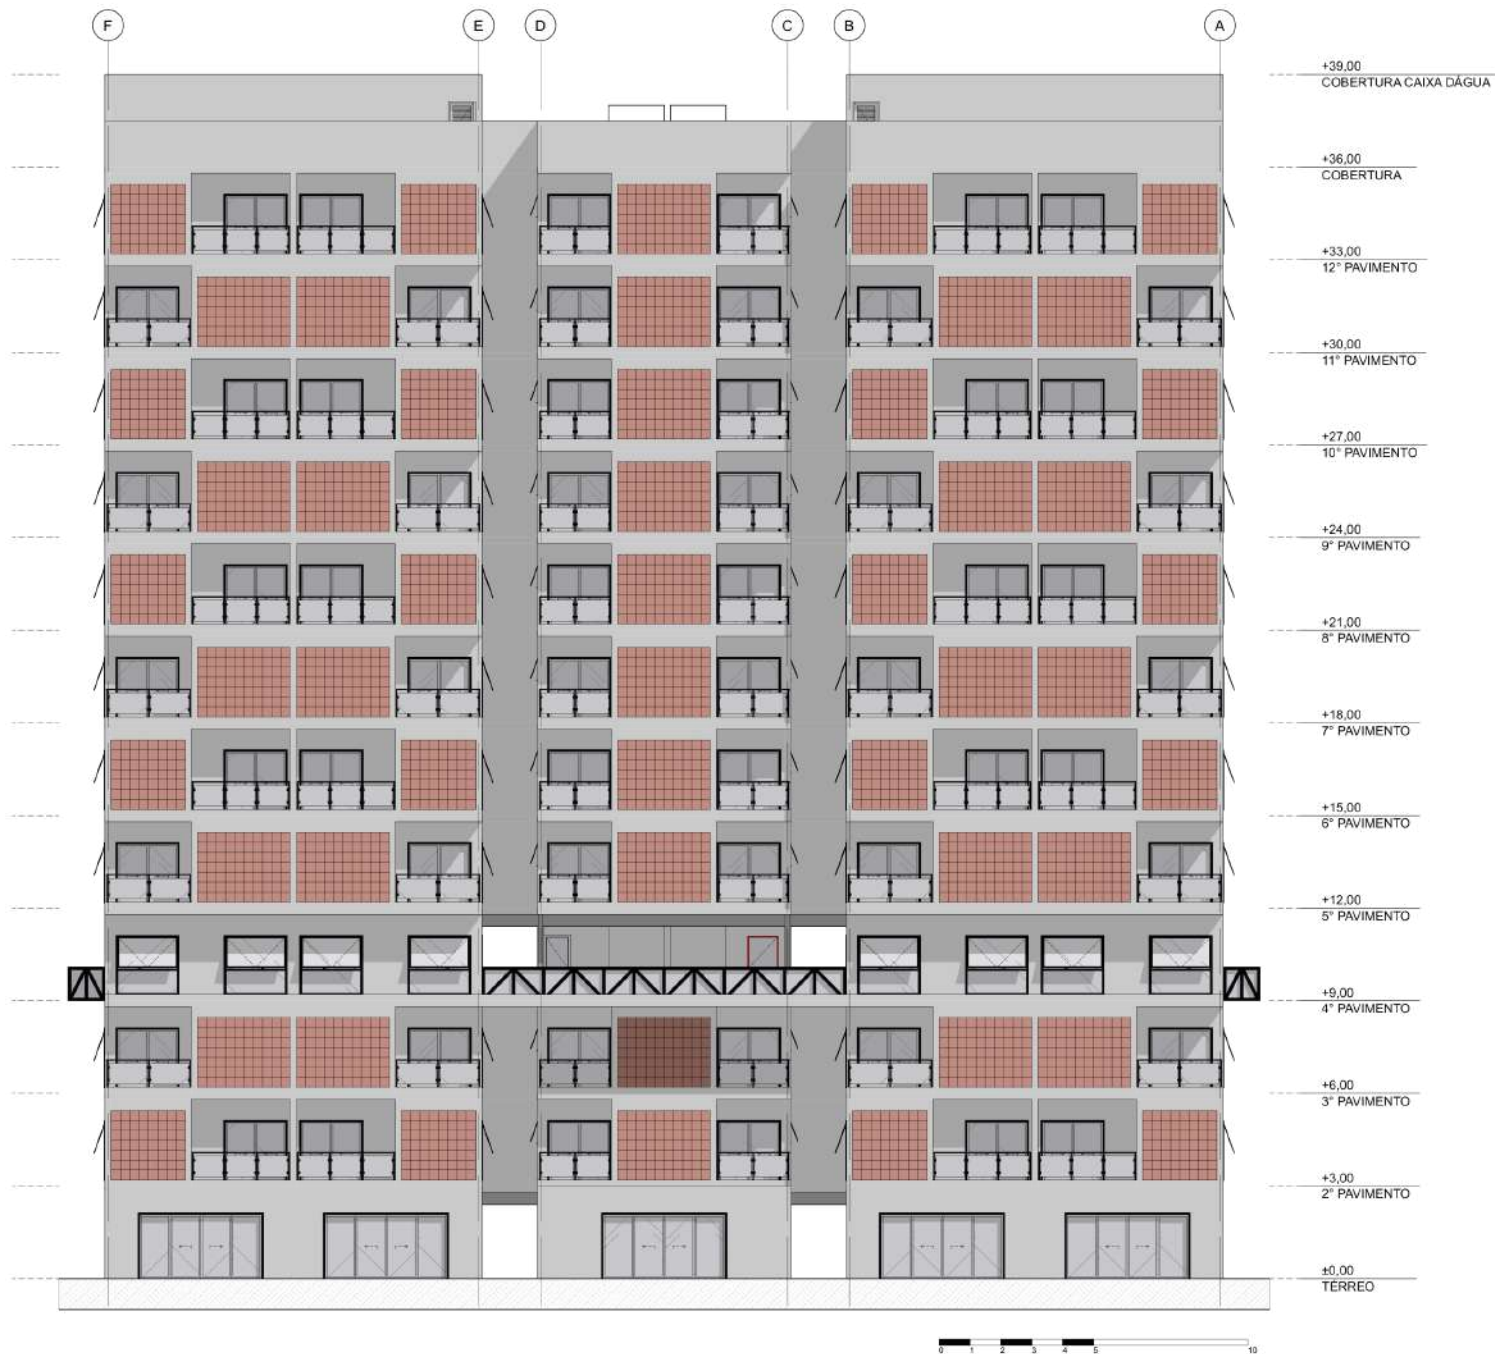 F E D C B A
+39,00
COBERTURA CAIXA DÁGUA
+36,00
COBERTURA
+33,00
12° PAVIMENTO
+30,00
11° PAVIMENTO
+27,00
10° PAVIMENTO
+24,00
9° PAVIMENTO
+21,00
8° PAVIMENTO
+18,00
7° PAVIMENTO
+15,00
6° PAVIMENTO
+12,00
5° PAVIMENTO
+9,00
4° PAVIMENTO
+6,00
3° PAVIMENTO
+3,00
2° PAVIMENTO
±0,00
TÉRREO
0 1 2 3 4 5 10